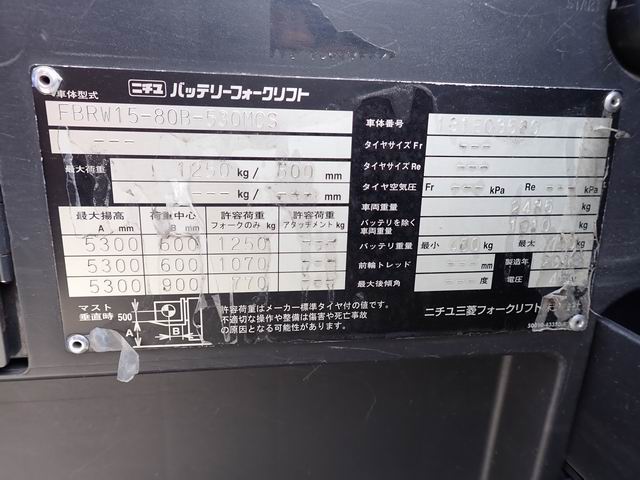 ニチユ バッテリーフォークリフト
車体型式
FBRW15-80B-530MCS
---
最大荷重 1250 kg/ 600 mm
--- kg/ --- mm
最大揚高 A mm 荷重中心 B mm 許容荷重 フォークのみ kg 許容荷重 アタッチメント kg
5300 600 1250 ---
5300 600 1070 ---
5300 900 770 ---
マスト垂直時 500 A B
許容荷重はメーカー標準タイヤ付の値です。
不適切な操作や整備は傷害や死亡事故
の原因となる可能性があります。
車体番号
タイヤサイズ Fr ---
タイヤサイズ Re ---
タイヤ空気圧 Fr --- kPa Re --- kPa
車両重量 kg
バッテリを除く車両重量 kg
バッテリ重量 最小 kg 最大 kg
前輪トレッド --- mm 製造年
最大後傾角 --- 度 電圧
ニチユ三菱フォークリフト